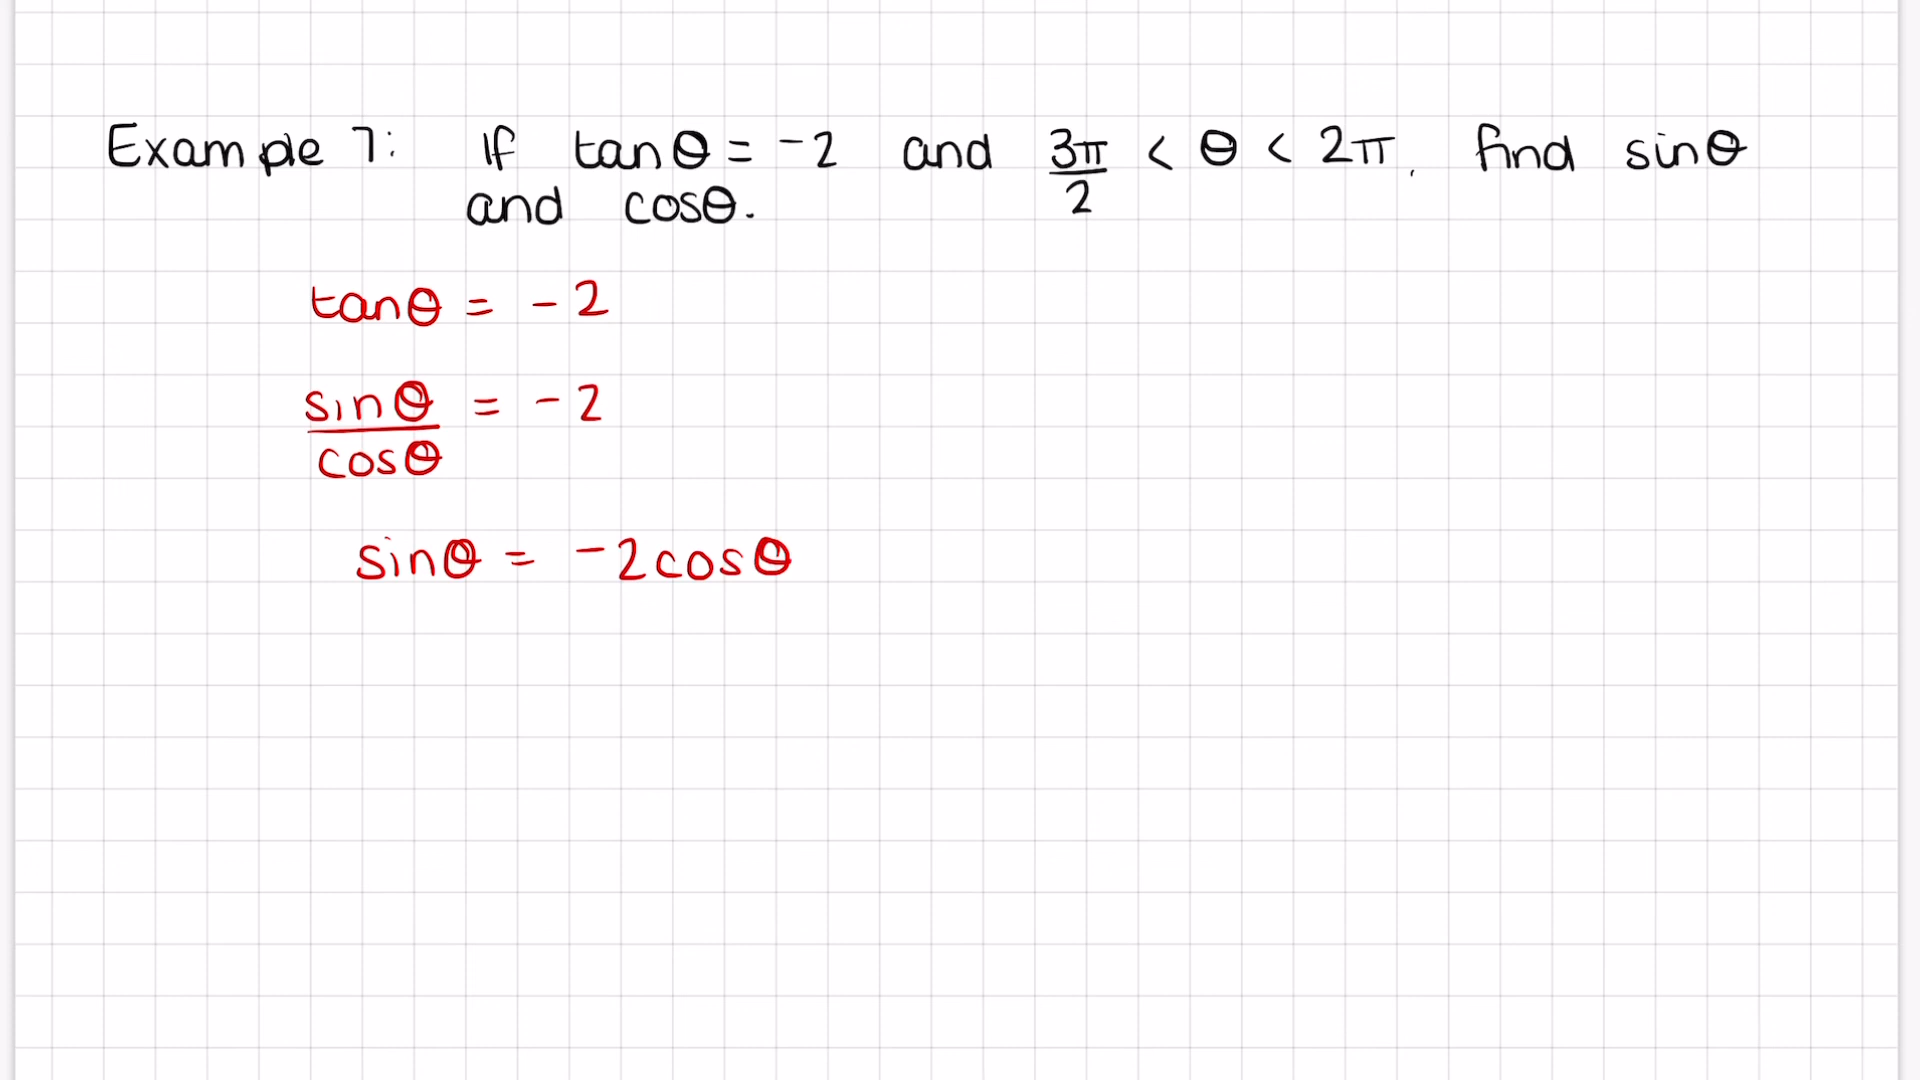 Example 7: If tanθ = -2 and 3π/2 < θ < 2π, find sinθ
and cosθ.
tanθ = -2
sinθ/cosθ = -2
sinθ = -2cosθ